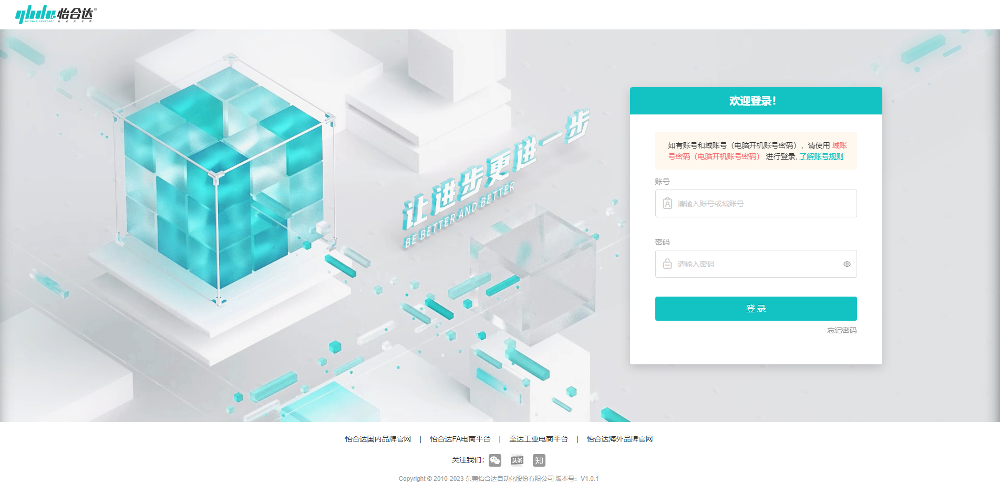 yhdc 怡合达
AUTOMATION EXPERT
欢迎登录!
如有账号和域账号（电脑开机账号密码），请使用 域账
号密码（电脑开机账号密码） 进行登录, 了解账号规则
账号
请输入账号或域账号
密码
请输入密码
登 录
忘记密码
让进步更进一步
BE BETTER AND BETTER
怡合达国内品牌官网 | 怡合达FA电商平台 | 至达工业电商平台 | 怡合达海外品牌官网
关注我们： 头条 知
Copyright © 2010-2023 东莞怡合达自动化股份有限公司 版本号：V1.0.1